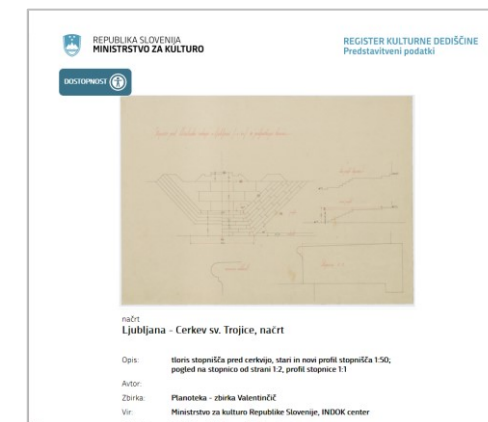 REPUBLIKA SLOVENIJA
MINISTRSTVO ZA KULTURO
REGISTER KULTURNE DEDIŠČINE
Predstavitveni podatki
DOSTOPNOST
načrt
Ljubljana - Cerkev sv. Trojice, načrt
Opis: tloris stopnišča pred cerkvijo, stari in novi profil stopnišča 1:50;
pogled na stopnico od strani 1:2, profil stopnice 1:1
Avtor:
Zbirka: Planoteka - zbirka Valentinčič
Vir: Ministrstvo za kulturo Republike Slovenije, INDOK center